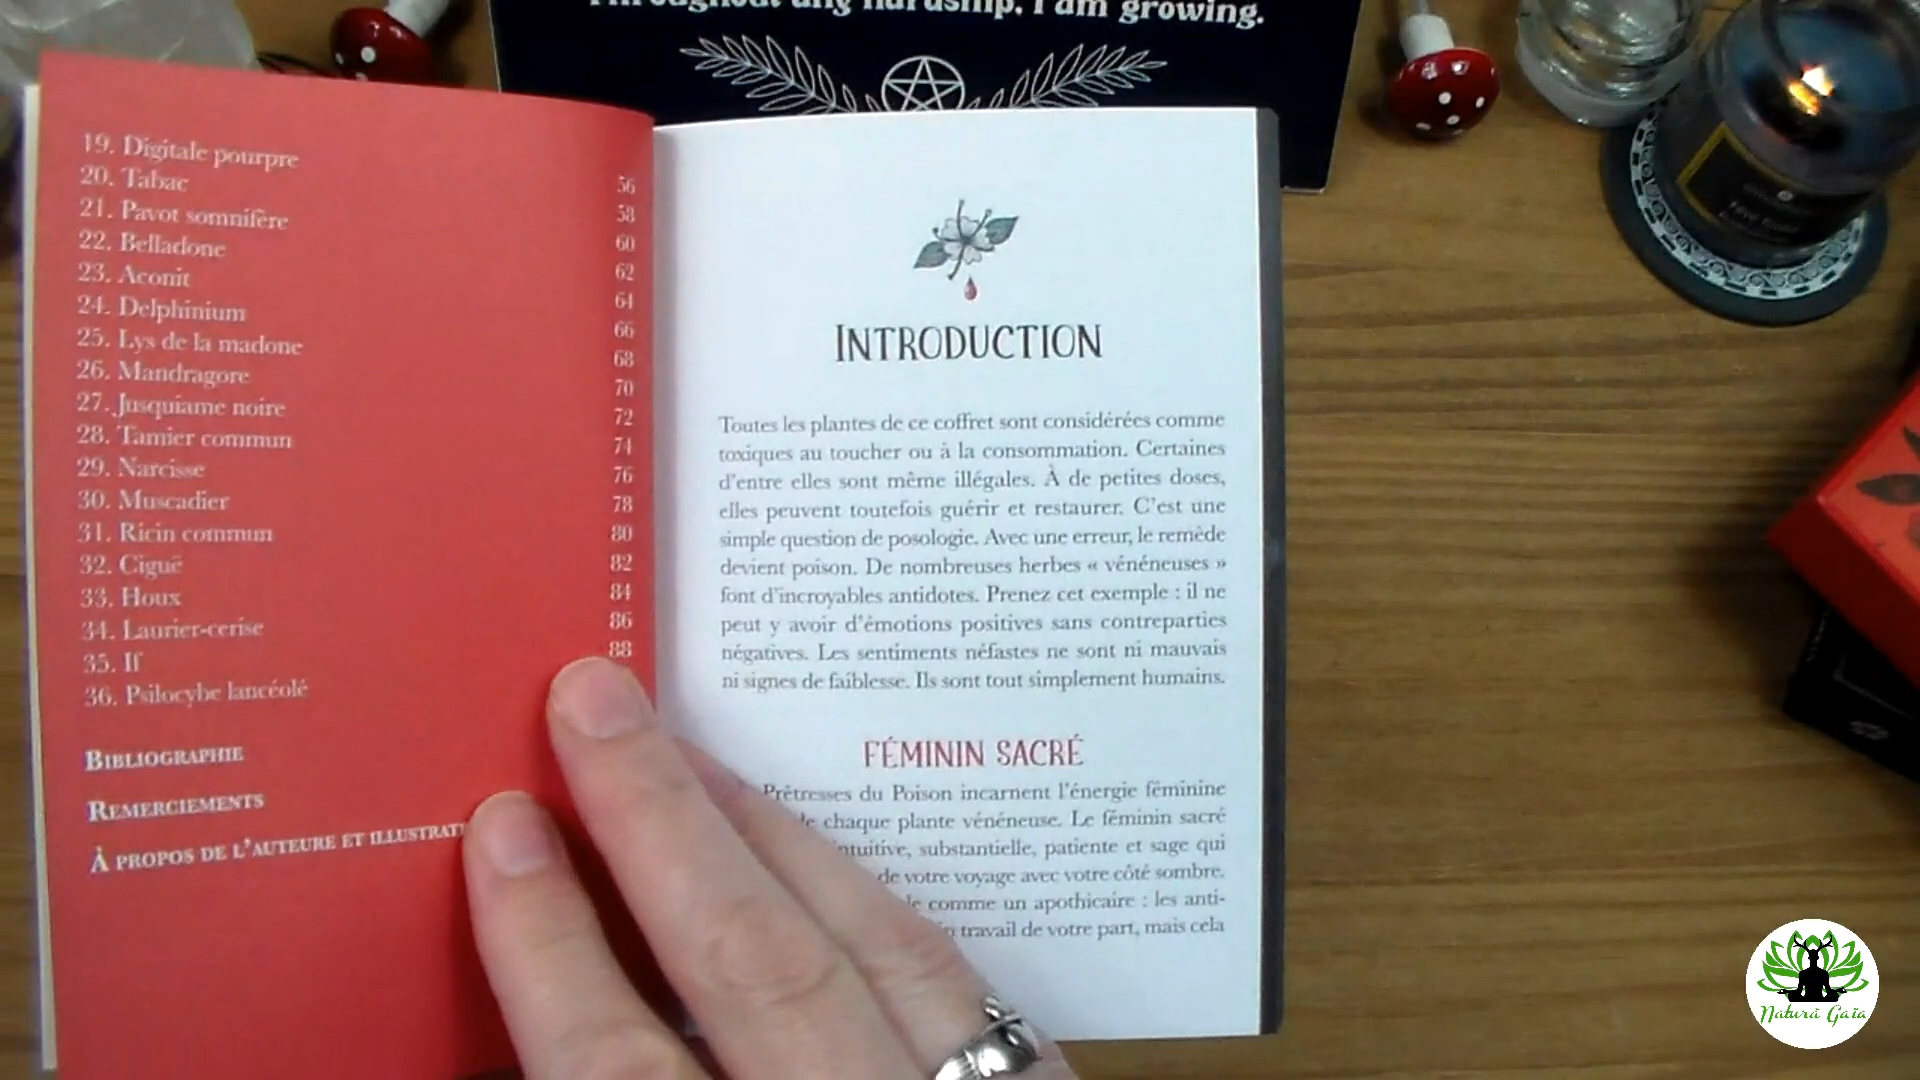 Throughout any hardship, I am growing.
19. Digitale pourpre
20. Tabac
21. Pavot somnifère
22. Belladone
23. Aconit
24. Delphinium
25. Lys de la madone
26. Mandragore
27. Jusquiame noire
28. Tamier commun
29. Narcisse
30. Muscadier
31. Ricin commun
32. Ciguë
33. Houx
34. Laurier-cerise
35. If
36. Psilocybe lancéolé
56
58
60
62
64
66
68
70
72
74
76
78
80
82
84
86
88
BIBLIOGRAPHIE
REMERCIEMENTS
À PROPOS DE L'AUTEURE ET ILLUSTRAT
INTRODUCTION
Toutes les plantes de ce coffret sont considérées comme
toxiques au toucher ou à la consommation. Certaines
d'entre elles sont même illégales. À de petites doses,
elles peuvent toutefois guérir et restaurer. C'est une
simple question de posologie. Avec une erreur, le remède
devient poison. De nombreuses herbes « vénéneuses »
font d'incroyables antidotes. Prenez cet exemple : il ne
peut y avoir d'émotions positives sans contreparties
négatives. Les sentiments néfastes ne sont ni mauvais
ni signes de faiblesse. Ils sont tout simplement humains.
FÉMININ SACRÉ
Prêtresses du Poison incarnent l'énergie féminine
de chaque plante vénéneuse. Le féminin sacré
intuitive, substantielle, patiente et sage qui
de votre voyage avec votre côté sombre.
comme un apothicaire : les anti-
travail de votre part, mais cela
Naturä Gaïa